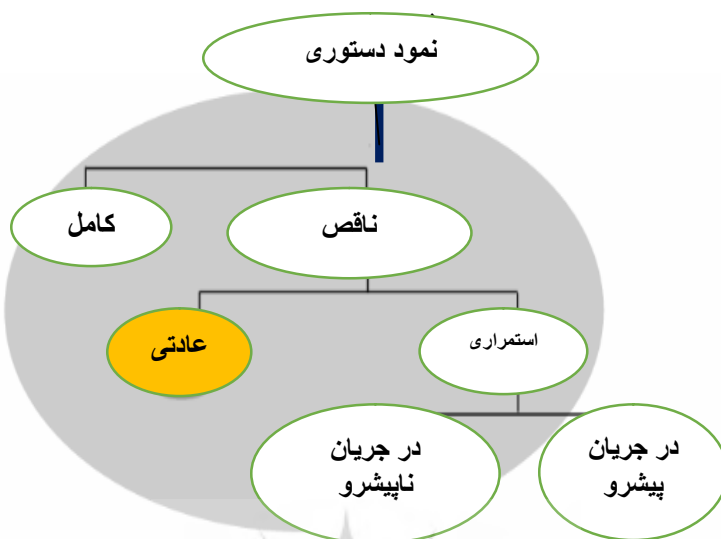 نمود دستوری
ناقص
کامل
استمراری
عادتی
در جریان
پیشرو
در جریان
ناپیشرو